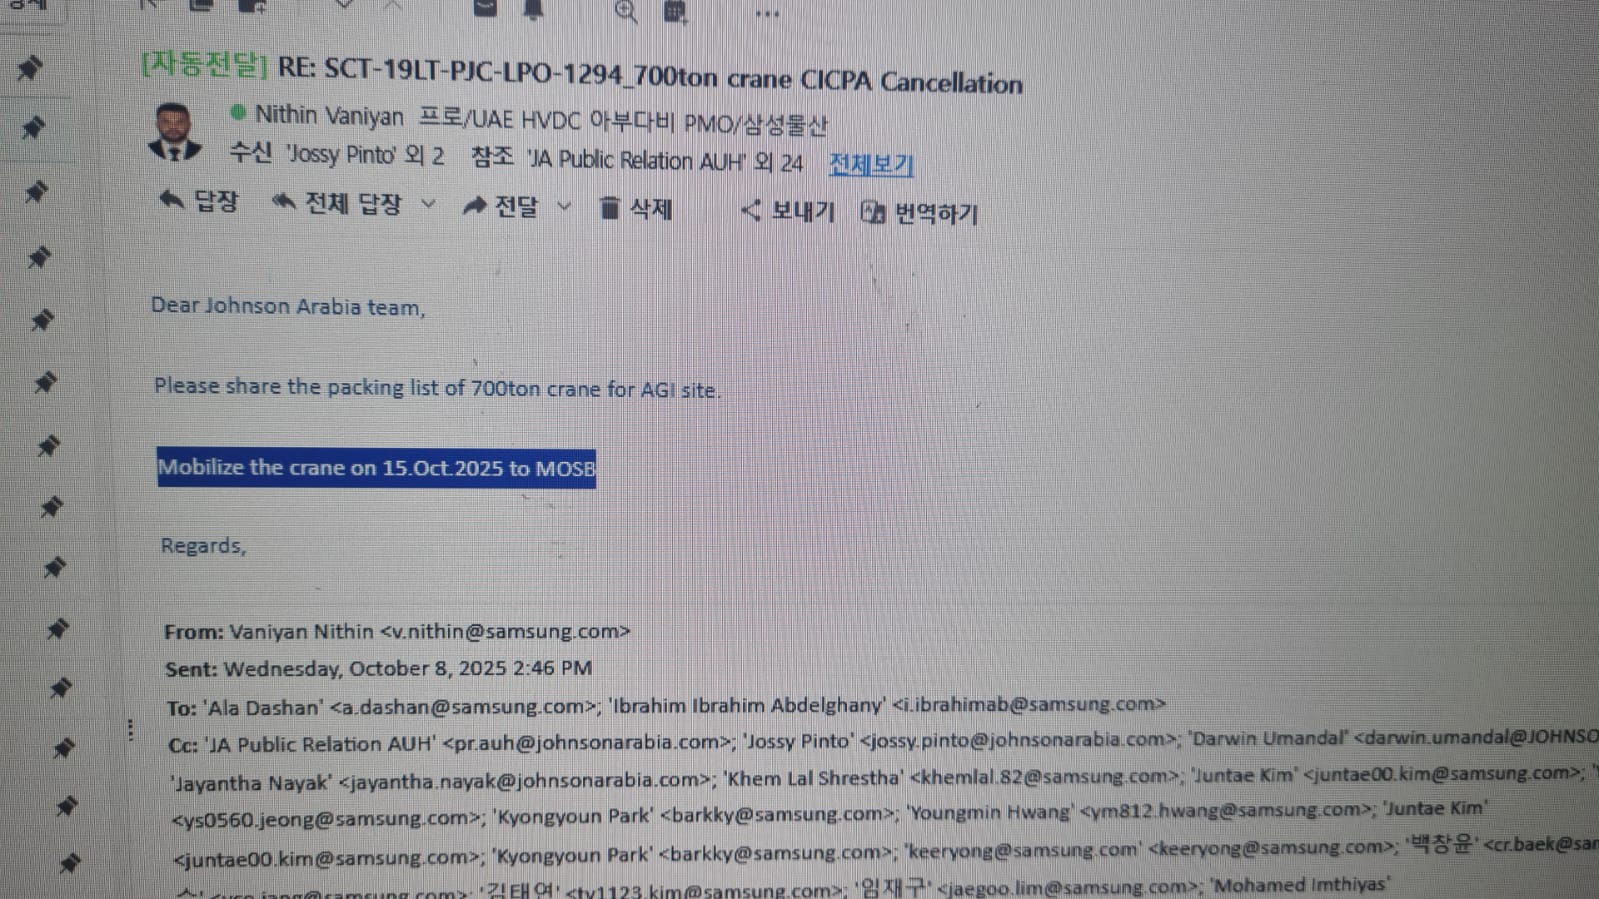 [자동전달] RE: SCT-19LT-PJC-LPO-1294_700ton crane CICPA Cancellation
Nithin Vaniyan 프로/UAE HVDC 아부다비 PMO/삼성물산
수신 'Jossy Pinto' 외 2 참조 'JA Public Relation AUH' 외 24 전체보기
답장 전체 답장 전달 삭제 보내기 번역하기
Dear Johnson Arabia team,
Please share the packing list of 700ton crane for AGI site.
Mobilize the crane on 15.Oct.2025 to MOSB
Regards,
From: Vaniyan Nithin <v.nithin@samsung.com>
Sent: Wednesday, October 8, 2025 2:46 PM
To: 'Ala Dashan' <a.dashan@samsung.com>; 'Ibrahim Ibrahim Abdelghany' <i.ibrahimab@samsung.com>
Cc: 'JA Public Relation AUH' <pr.auh@johnsonarabia.com>; 'Jossy Pinto' <jossy.pinto@johnsonarabia.com>; 'Darwin Umandal' <darwin.umandal@JOHNSO
'Jayantha Nayak' <jayantha.nayak@johnsonarabia.com>; 'Khem Lal Shrestha' <khemlal.82@samsung.com>; 'Juntae Kim' <juntae00.kim@samsung.com>;
<ys0560.jeong@samsung.com>; 'Kyongyoun Park' <barkky@samsung.com>; 'Youngmin Hwang' <ym812.hwang@samsung.com>; 'Juntae Kim'
<juntae00.kim@samsung.com>; 'Kyongyoun Park' <barkky@samsung.com>; 'keeryong@samsung.com' <keeryong@samsung.com>; '백창윤' <cr.baek@sam
'김태연' <ty1123.kim@samsung.com>; '임재구' <jaegoo.lim@samsung.com>; 'Mohamed Imthiyas'